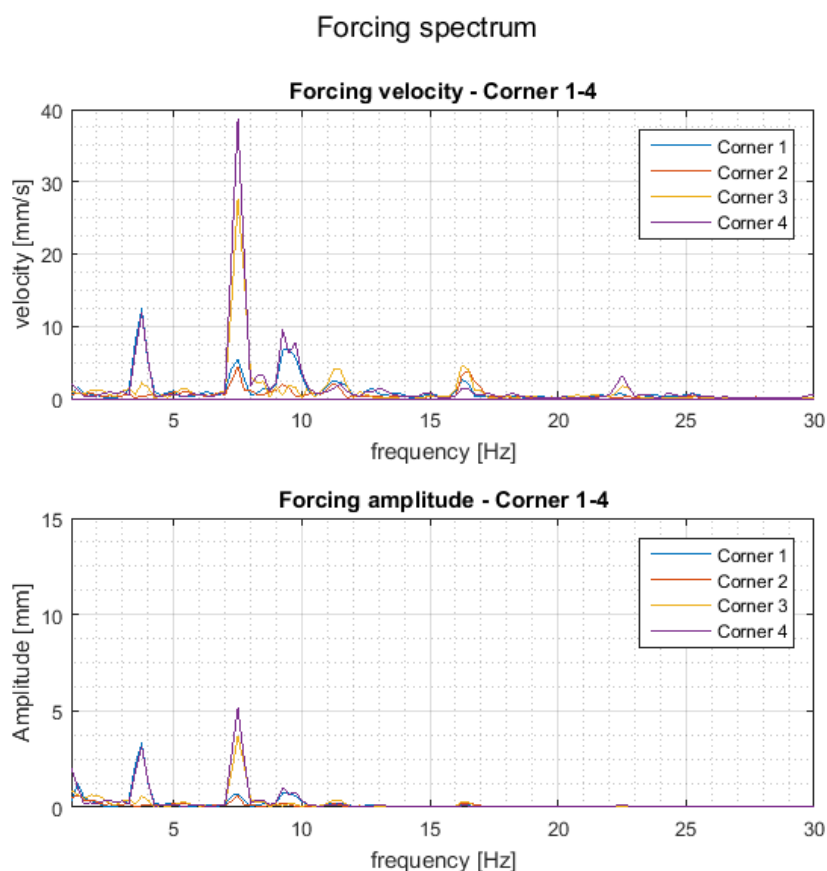 Forcing spectrum
Forcing velocity - Corner 1-4
40
30
20
10
0
velocity [mm/s]
Corner 1
Corner 2
Corner 3
Corner 4
5 10 15 20 25 30
frequency [Hz]
Forcing amplitude - Corner 1-4
15
10
5
0
Amplitude [mm]
Corner 1
Corner 2
Corner 3
Corner 4
5 10 15 20 25 30
frequency [Hz]